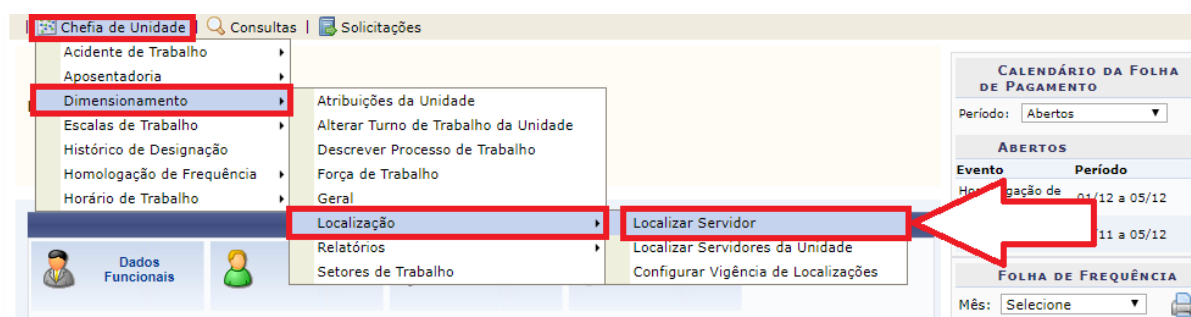 | Chefia de Unidade | Consultas | Solicitações
Acidente de Trabalho
Aposentadoria
Dimensionamento
Escalas de Trabalho
Histórico de Designação
Homologação de Frequência
Horário de Trabalho
Atribuições da Unidade
Alterar Turno de Trabalho da Unidade
Descrever Processo de Trabalho
Força de Trabalho
Geral
Localização
Relatórios
Setores de Trabalho
Localizar Servidor
Localizar Servidores da Unidade
Configurar Vigência de Localizações
Dados
Funcionais
CALENDÁRIO DA FOLHA
DE PAGAMENTO
Período: Abertos
ABERTOS
Evento Período
de 01/12 a 05/12
11 a 05/12
FOLHA DE FREQUÊNCIA
Mês: Selecione